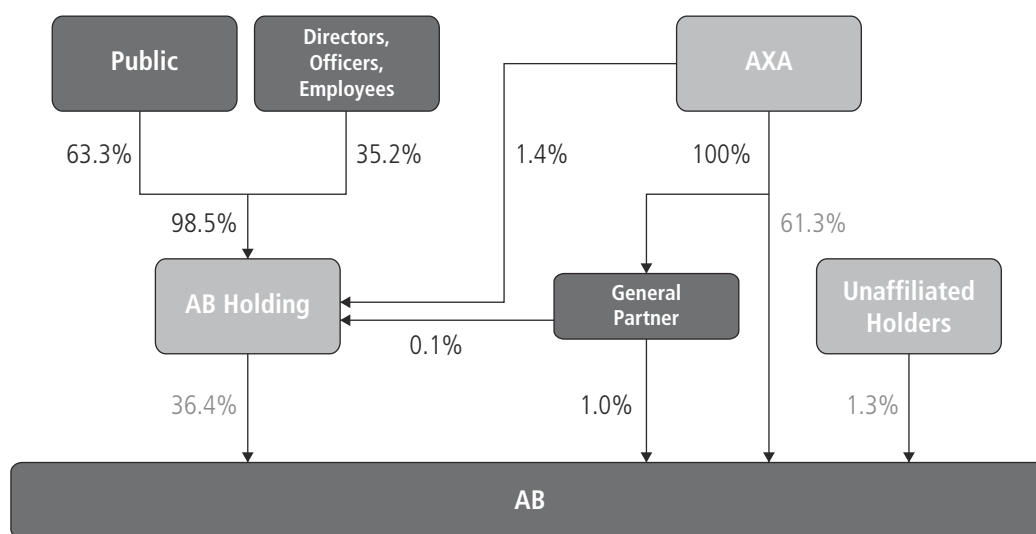 Public
Directors,
Officers,
Employees
AXA
63.3%
35.2%
1.4%
100%
98.5%
61.3%
AB Holding
General
Partner
Unaffiliated
Holders
0.1%
36.4%
1.0%
1.3%
AB